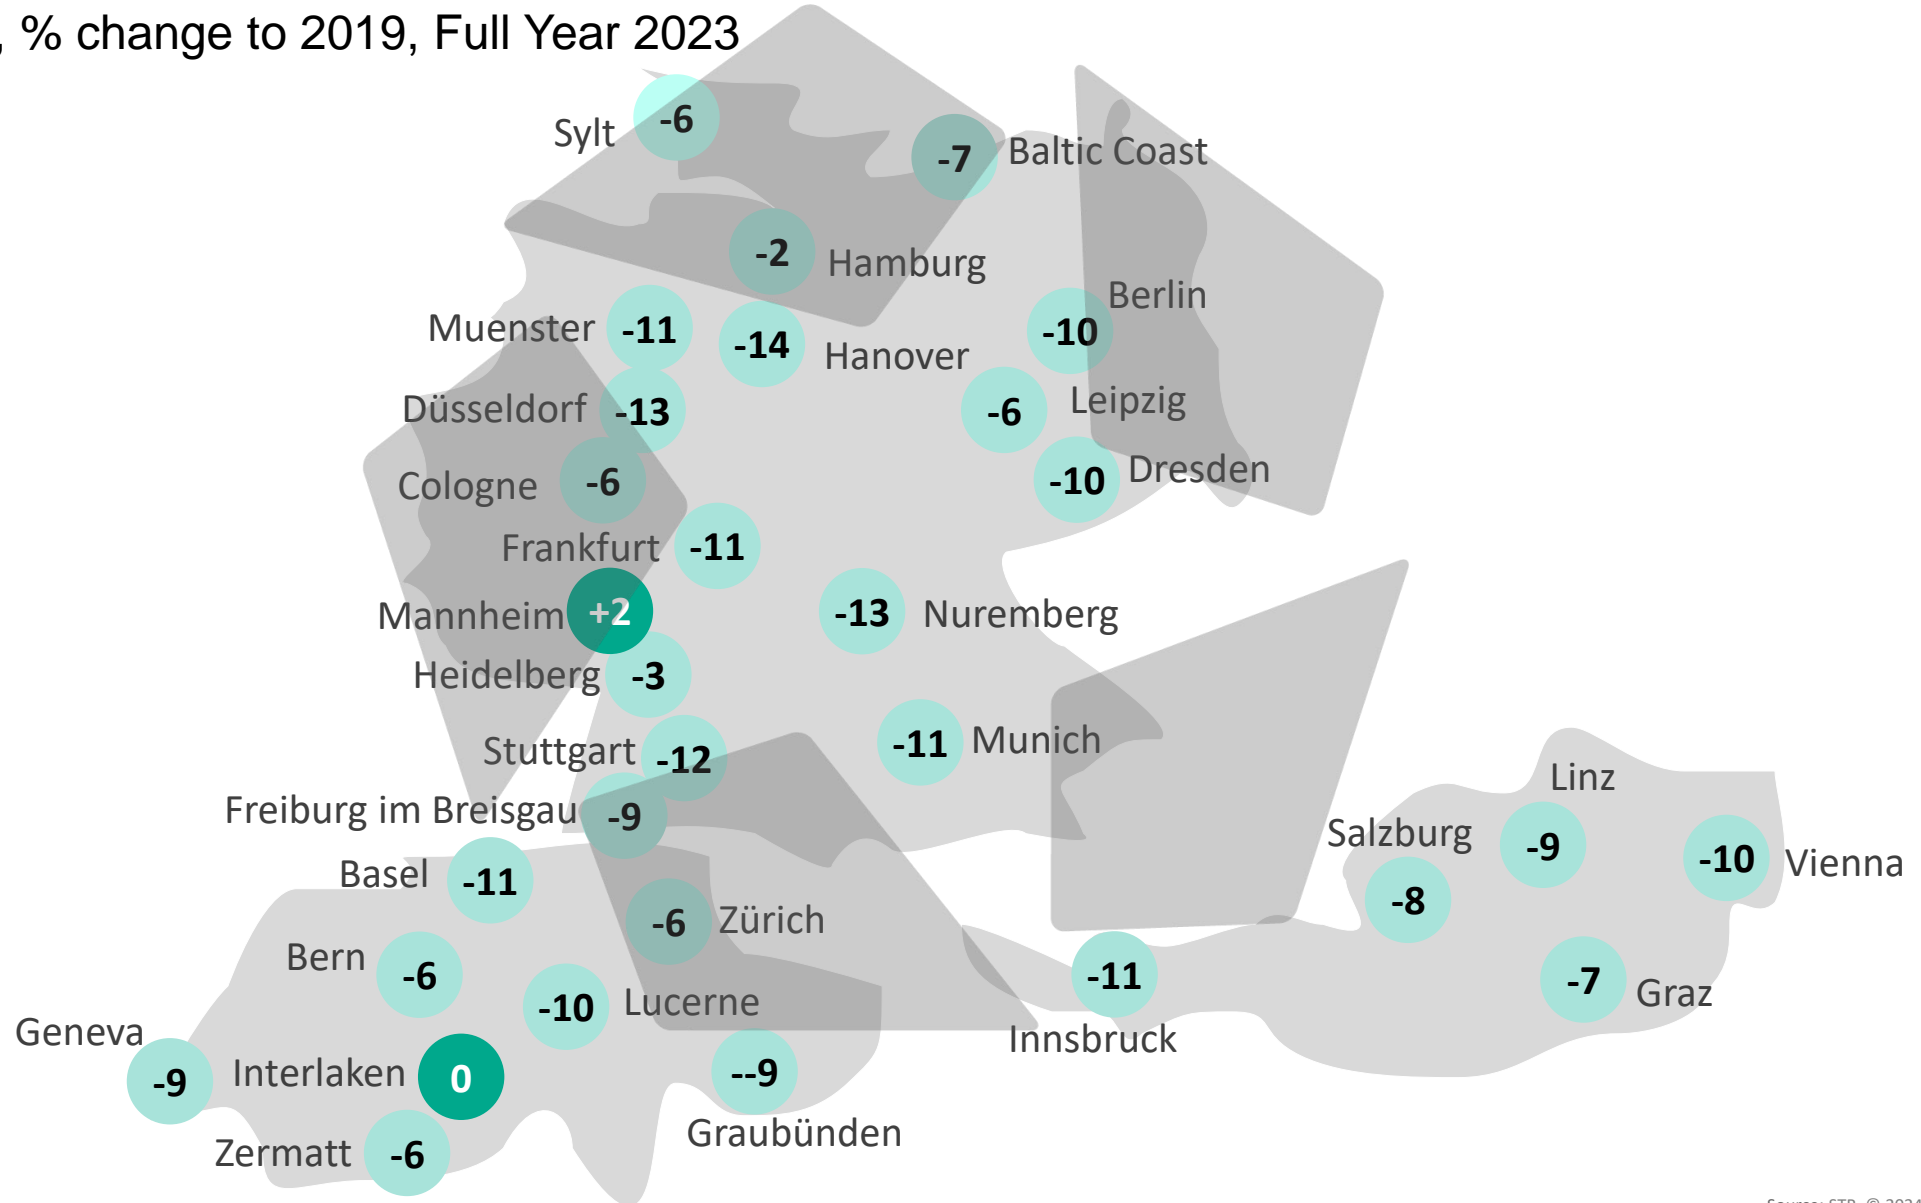 , % change to 2019, Full Year 2023
Sylt -6
-7 Baltic Coast
-2 Hamburg
Berlin
Muenster -11
-14 Hanover
-10
Düsseldorf -13
-6 Leipzig
Cologne -6
-10 Dresden
Frankfurt -11
Mannheim +2
-13 Nuremberg
Heidelberg -3
Stuttgart -12
-11 Munich
Linz
Freiburg im Breisgau -9
Salzburg
-9
-10 Vienna
Basel -11
-8
-6 Zürich
Bern -6
-11
-7 Graz
-10 Lucerne
Geneva
Innsbruck
-9
Interlaken 0
--9
Graubünden
Zermatt -6
Source: STR. © 2024